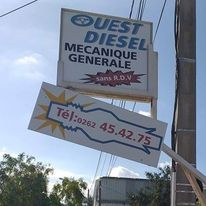 OUEST
DIESEL
MECANIQUE
GENERALE
sans R.D.V
Tél:0262 45.42.75